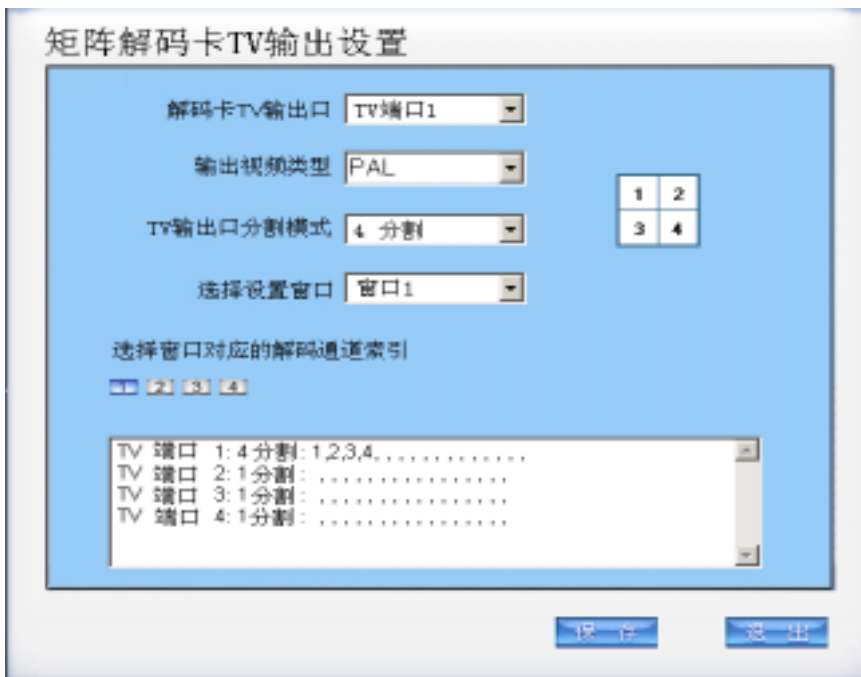 矩阵解码卡TV输出设置
解码卡TV输出口 TV端口1
输出视频类型 PAL
1 2
TV输出口分割模式 4 分割
3 4
选择设置窗口 窗口1
选择窗口对应的解码通道索引
1 2 3 4
TV 端口 1: 4分割: 1,2,3,4, , , , , , , , , , , ,
TV 端口 2: 1分割: , , , , , , , , , , , , , , , ,
TV 端口 3: 1分割: , , , , , , , , , , , , , , , ,
TV 端口 4: 1分割: , , , , , , , , , , , , , , , ,
保 存 退 出